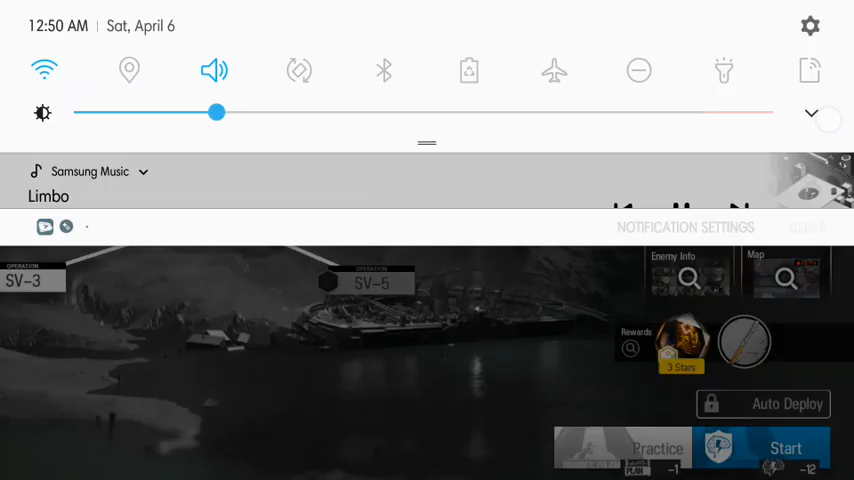 12:50 AM | Sat, April 6
Samsung Music
Limbo
NOTIFICATION SETTINGS
OPERATION
SV-3
OPERATION
SV-5
Enemy Info
Map
Rewards
3 Stars
Auto Deploy
Practice
Start
PLAN
-1
-12